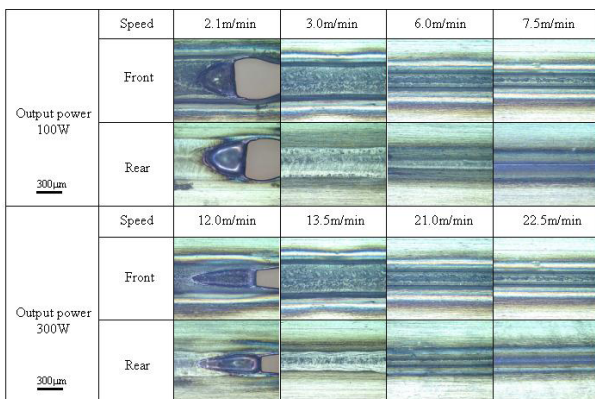 Speed 2.1m/min 3.0m/min 6.0m/min 7.5m/min
Output power
100W
300μm
Front
Rear
Speed 12.0m/min 13.5m/min 21.0m/min 22.5m/min
Output power
300W
300μm
Front
Rear